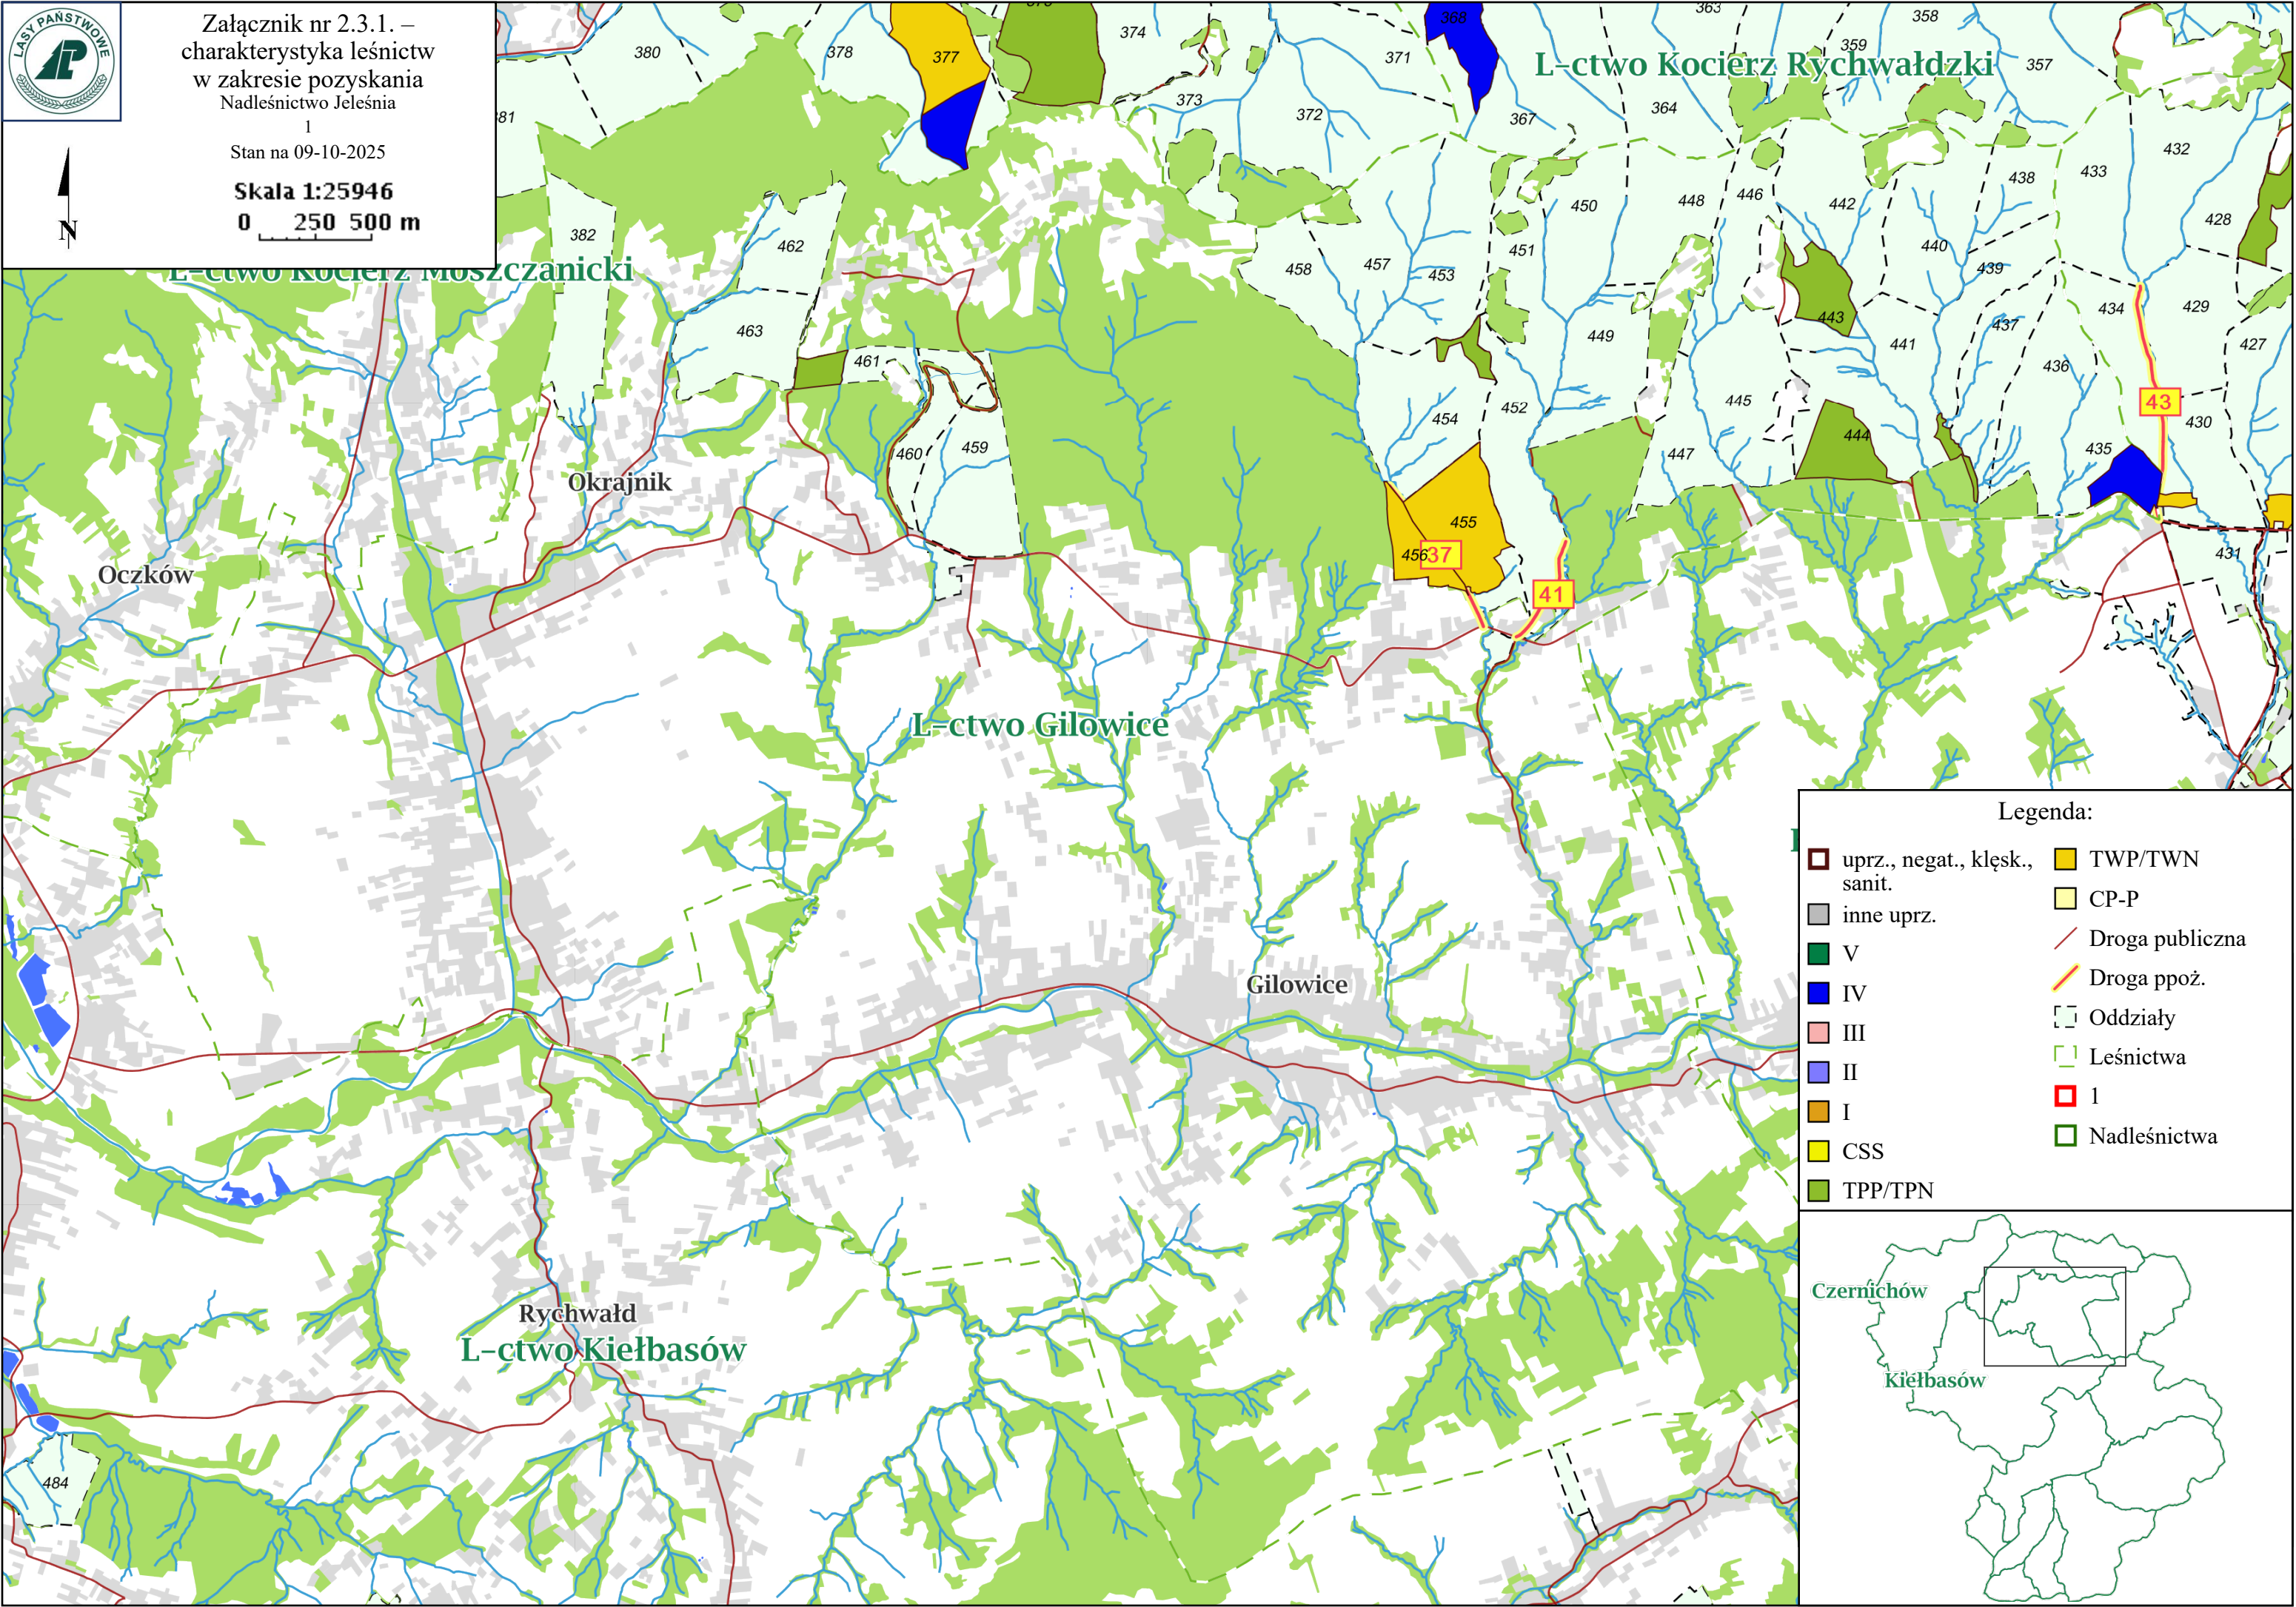 LASY PAŃSTWOWE
Załącznik nr 2.3.1. –
charakterystyka leśnictw
w zakresie pozyskania
Nadleśnictwo Jeleśnia
1
Stan na 09-10-2025
Skala 1:25946
0 250 500 m
N
380
378
377
374
371
368
363
358
359
357
L-ctwo Kocierz Rychwałdzki
381
373
372
367
364
432
433
438
448
446
442
450
428
382
462
451
440
439
458
457
453
L-ctwo Kocierz Moszczanicki
463
461
449
443
437
434
429
441
427
436
445
43
430
454
452
444
460
459
447
435
Okrajnik
455
456
37
431
Oczków
41
L-ctwo Gilowice
Gilowice
Rychwałd
L-ctwo Kiełbasów
484
Legenda:
uprz., negat., klęsk.,
sanit.
inne uprz.
V
IV
III
II
I
CSS
TPP/TPN
TWP/TWN
CP-P
Droga publiczna
Droga ppoż.
Oddziały
Leśnictwa
1
Nadleśnictwa
Czernichów
Kiełbasów